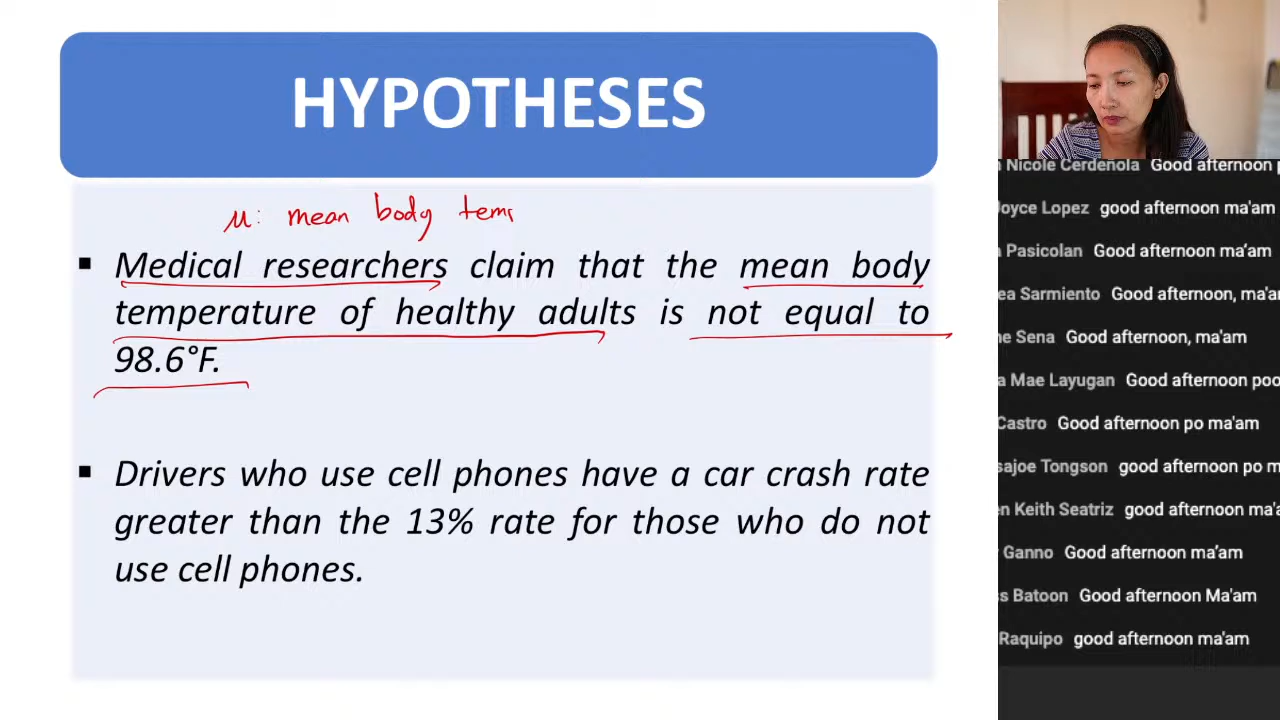 HYPOTHESES
μ: mean body tem
▪ Medical researchers claim that the mean body
temperature of healthy adults is not equal to
98.6°F.
▪ Drivers who use cell phones have a car crash rate
greater than the 13% rate for those who do not
use cell phones.
Nicole Cerdenola Good afternoon
Joyce Lopez good afternoon ma'am
Pasicolan Good afternoon ma'am
Sarmiento Good afternoon, ma'am
Sena Good afternoon, ma'am
Mae Layugan Good afternoon poo
Castro Good afternoon po ma'am
Tongson good afternoon po
Keith Seatriz good afternoon
Ganno Good afternoon ma'am
Batoon Good afternoon Ma'am
Raquipo good afternoon ma'am